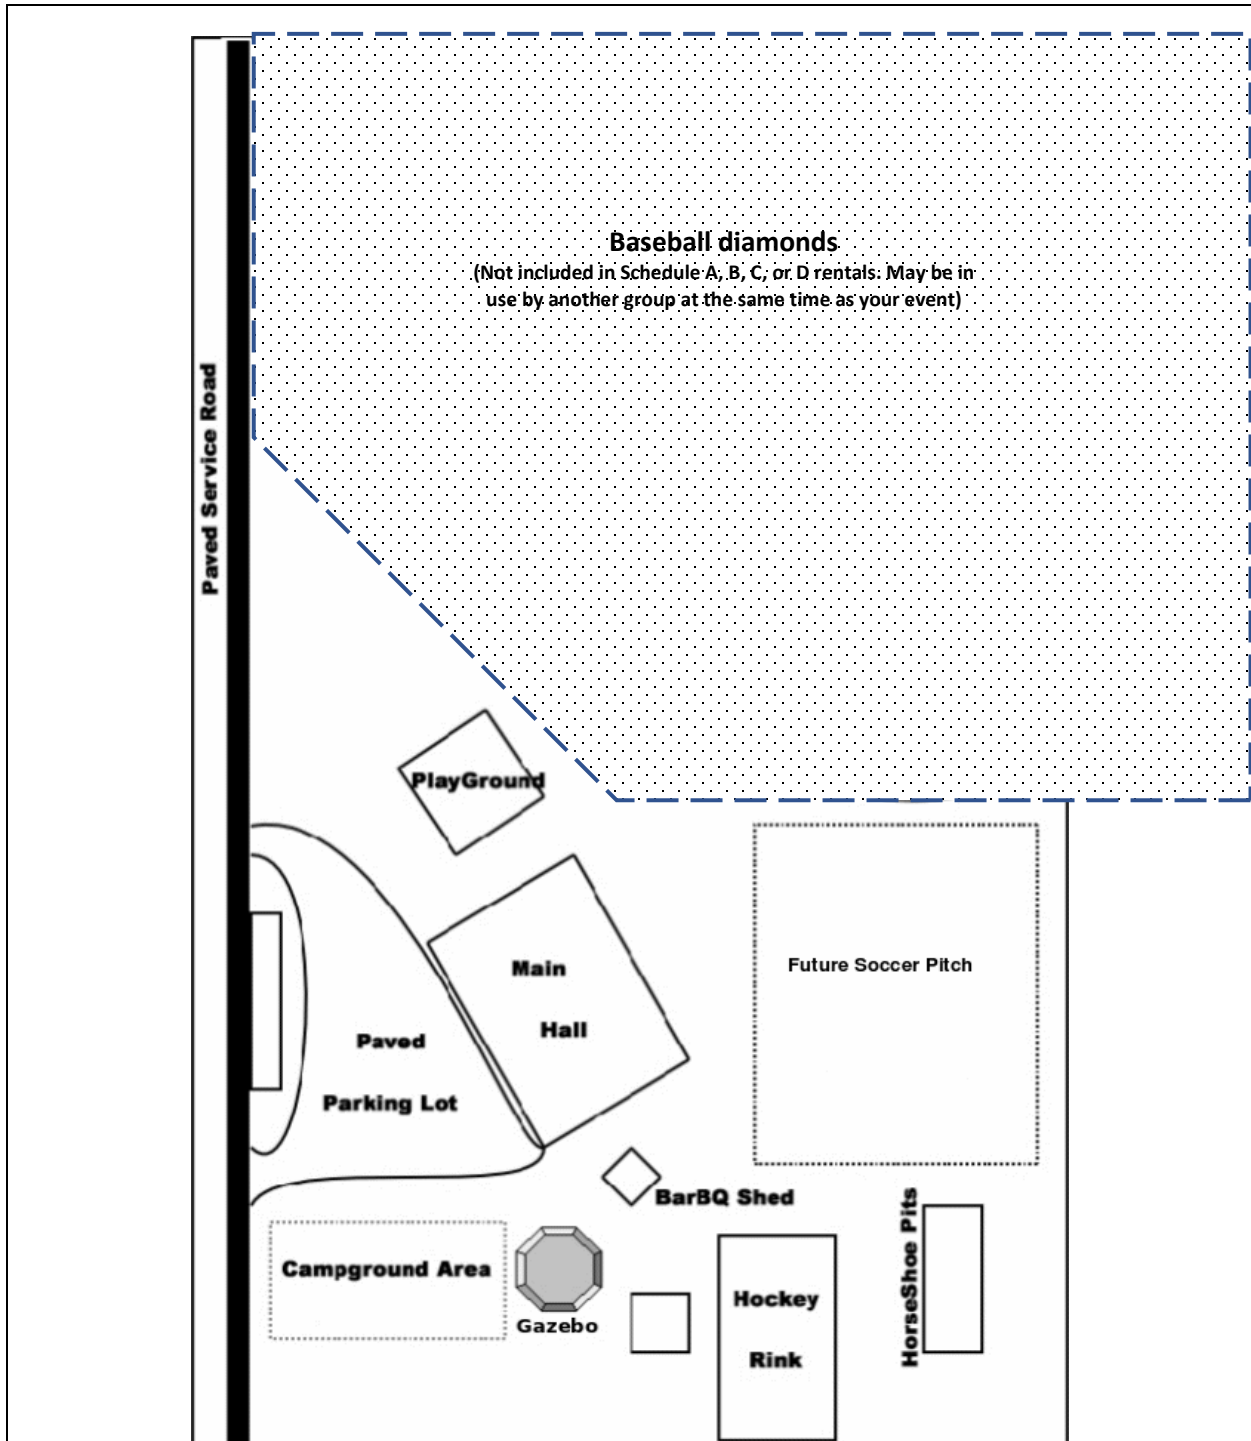 Baseball diamonds
(Not included in Schedule A, B, C, or D rentals. May be in
use by another group at the same time as your event)
Paved Service Road
PlayGround
Main
Hall
Future Soccer Pitch
Paved
Parking Lot
BarBQ Shed
HorseShoe Pits
Campground Area
Gazebo
Hockey
Rink